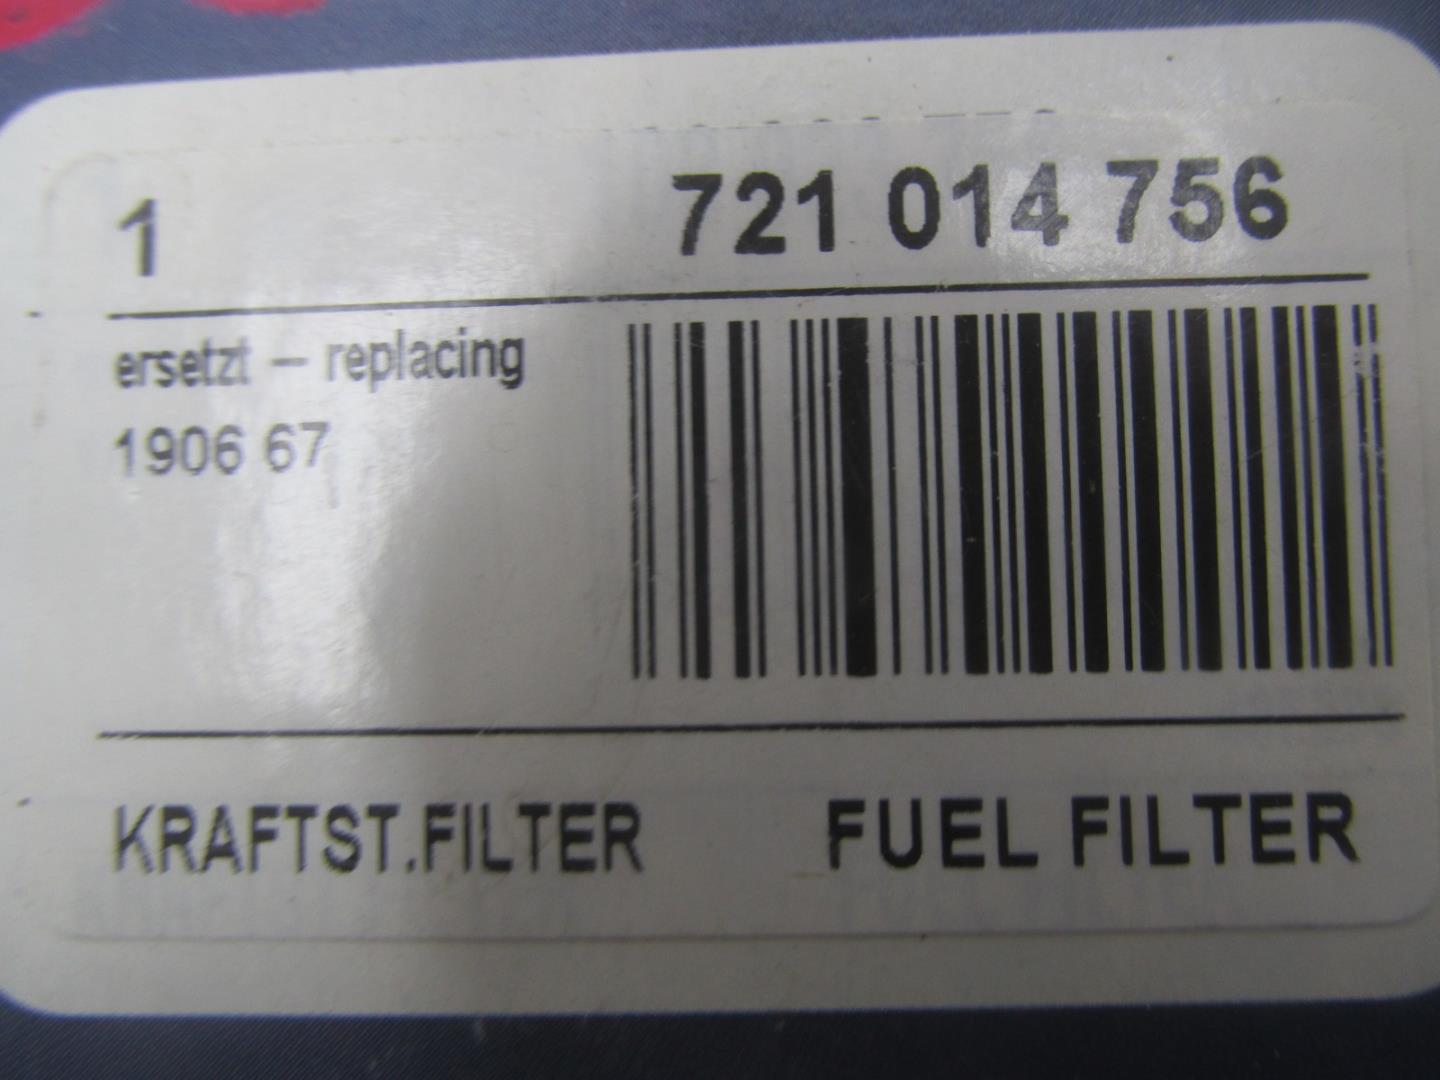 1 721 014 756
ersetzt – replacing
1906 67
KRAFTST.FILTER FUEL FILTER